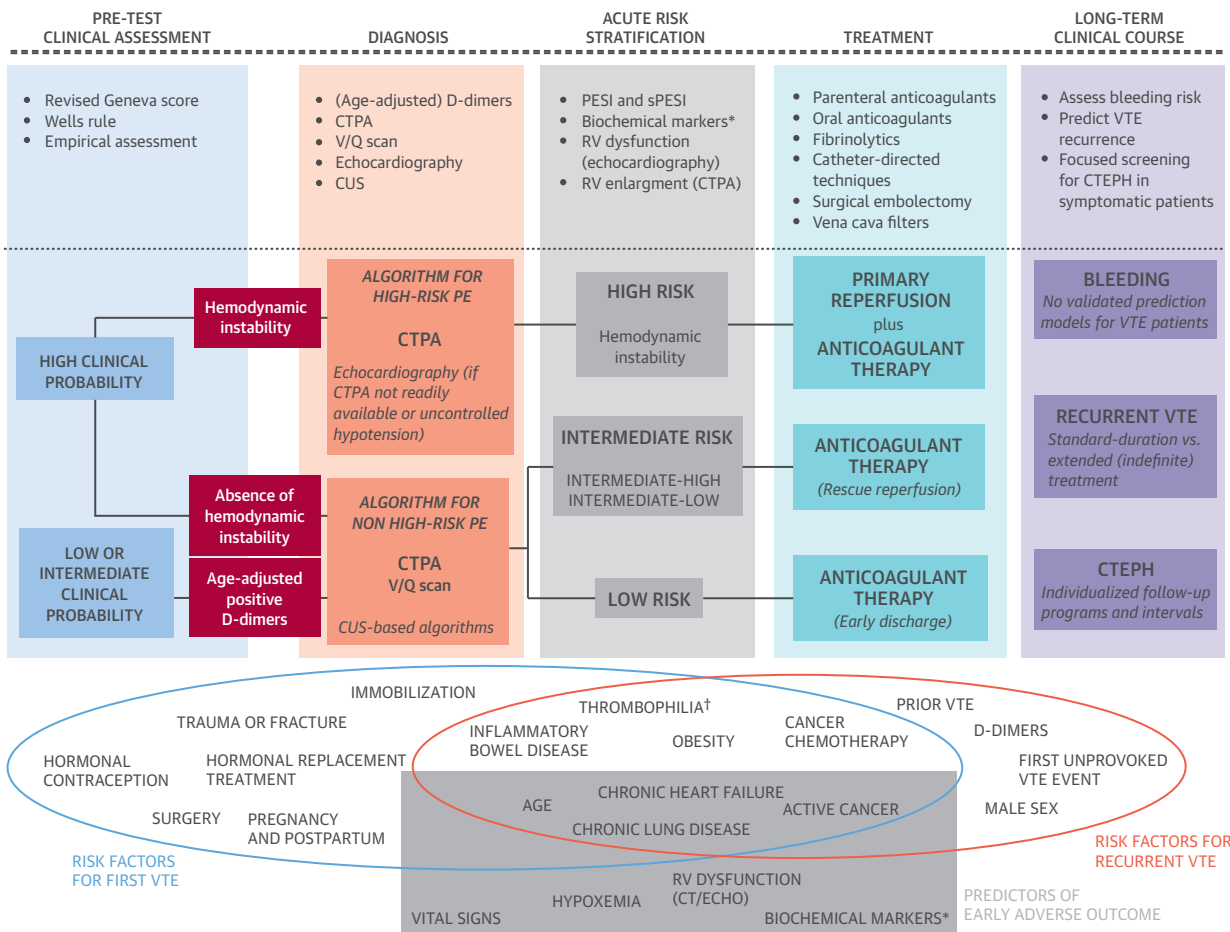 PRE-TEST
CLINICAL ASSESSMENT
DIAGNOSIS
ACUTE RISK
STRATIFICATION
TREATMENT
LONG-TERM
CLINICAL COURSE
• Revised Geneva score
• Wells rule
• Empirical assessment
• (Age-adjusted) D-dimers
• CTPA
• V/Q scan
• Echocardiography
• CUS
• PESI and sPESI
• Biochemical markers*
• RV dysfunction
(echocardiography)
• RV enlargment (CTPA)
• Parenteral anticoagulants
• Oral anticoagulants
• Fibrinolytics
• Catheter-directed
techniques
• Surgical embolectomy
• Vena cava filters
• Assess bleeding risk
• Predict VTE
recurrence
• Focused screening
for CTEPH in
symptomatic patients
HIGH CLINICAL
PROBABILITY
LOW OR
INTERMEDIATE
CLINICAL
PROBABILITY
Hemodynamic
instability
Absence of
hemodynamic
instability
Age-adjusted
positive
D-dimers
ALGORITHM FOR
HIGH-RISK PE
CTPA
Echocardiography (if
CTPA not readily
available or uncontrolled
hypotension)
ALGORITHM FOR
NON HIGH-RISK PE
CTPA
V/Q scan
CUS-based algorithms
HIGH RISK
Hemodynamic
instability
INTERMEDIATE RISK
INTERMEDIATE-HIGH
INTERMEDIATE-LOW
LOW RISK
PRIMARY
REPERFUSION
plus
ANTICOAGULANT
THERAPY
ANTICOAGULANT
THERAPY
(Rescue reperfusion)
ANTICOAGULANT
THERAPY
(Early discharge)
BLEEDING
No validated prediction
models for VTE patients
RECURRENT VTE
Standard-duration vs.
extended (indefinite)
treatment
CTEPH
Individualized follow-up
programs and intervals
IMMOBILIZATION
TRAUMA OR FRACTURE
HORMONAL
CONTRACEPTION
HORMONAL REPLACEMENT
TREATMENT
SURGERY
PREGNANCY
AND POSTPARTUM
RISK FACTORS
FOR FIRST VTE
THROMBOPHILIA†
INFLAMMATORY
BOWEL DISEASE
OBESITY
CANCER
CHEMOTHERAPY
AGE
CHRONIC HEART FAILURE
ACTIVE CANCER
CHRONIC LUNG DISEASE
PRIOR VTE
D-DIMERS
FIRST UNPROVOKED
VTE EVENT
MALE SEX
RISK FACTORS FOR
RECURRENT VTE
VITAL SIGNS
HYPOXEMIA
RV DYSFUNCTION
(CT/ECHO)
BIOCHEMICAL MARKERS*
PREDICTORS OF
EARLY ADVERSE OUTCOME